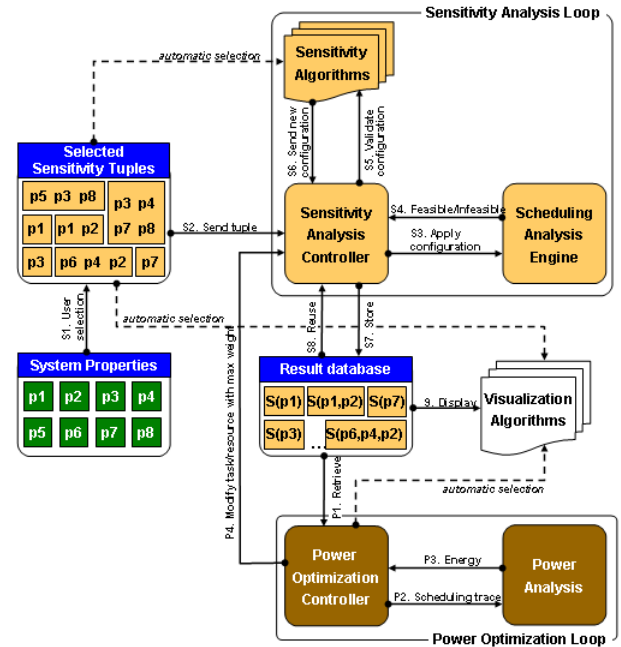 Sensitivity Analysis Loop
automatic selection
Sensitivity
Algorithms
S6. Send new
configuration
S5. Validate
configuration
Selected
Sensitivity Tuples
p5 p3 p8
p3 p4
p7 p8
p1
p1 p2
p3
p6 p4 p2
p7
S2. Send tuple
Sensitivity
Analysis
Controller
S4. Feasible/Infeasible
S3. Apply
configuration
Scheduling
Analysis
Engine
S1. User
selection
automatic selection
S8. Reuse
S7. Store
System Properties
p1 p2 p3 p4
p5 p6 p7 p8
P4. Modify task/resource with max weight
Result database
S(p1) S(p1,p2) S(p7)
S(p3) ... S(p6,p4,p2)
9. Display
Visualization
Algorithms
P1. Retrieve
automatic selection
Power
Optimization
Controller
P3. Energy
P2. Scheduling trace
Power
Analysis
Power Optimization Loop